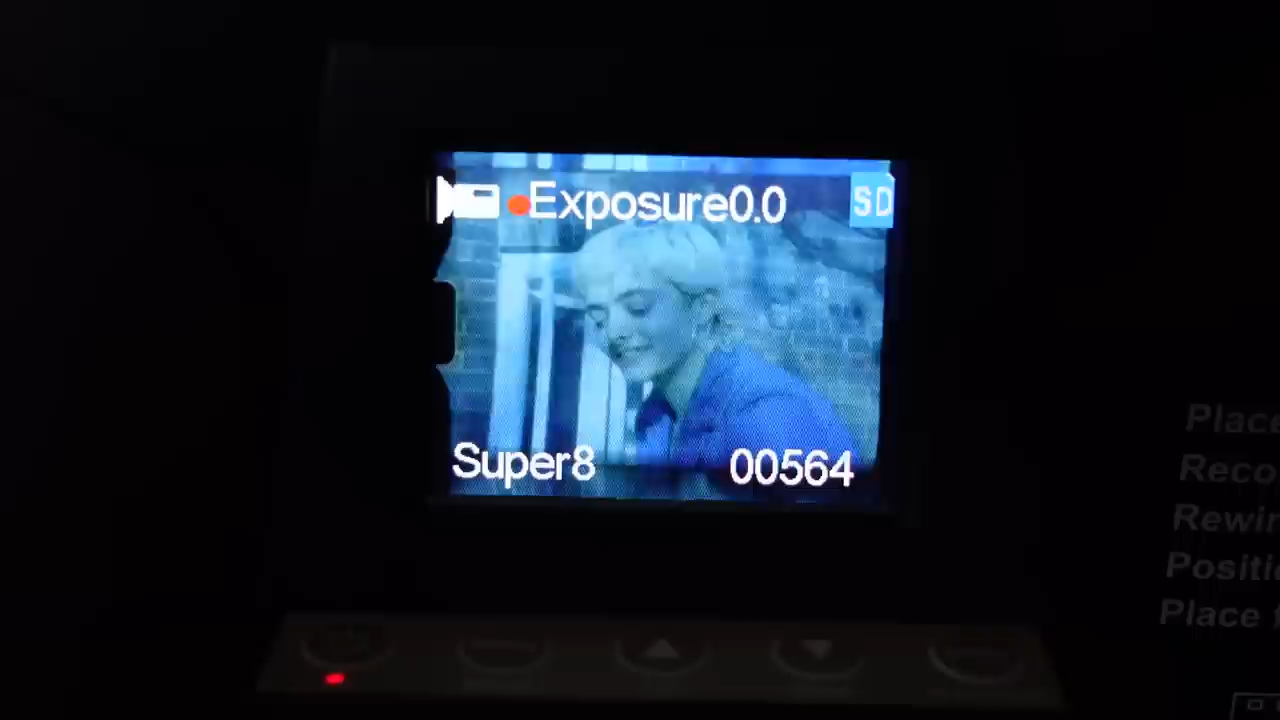 Exposure0.0
SD
Super8
00564
Place
Reco
Rewin
Positi
Place f